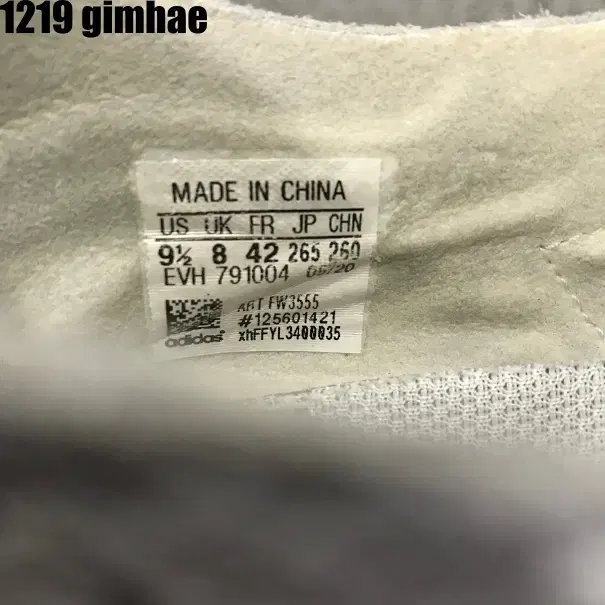 1219 gimhae
MADE IN CHINA
US UK FR JP CHN
9½ 8 42 265 260
EVH 791004 05/20
ART FW3555
#125601421
adidas xhFFYL3400035